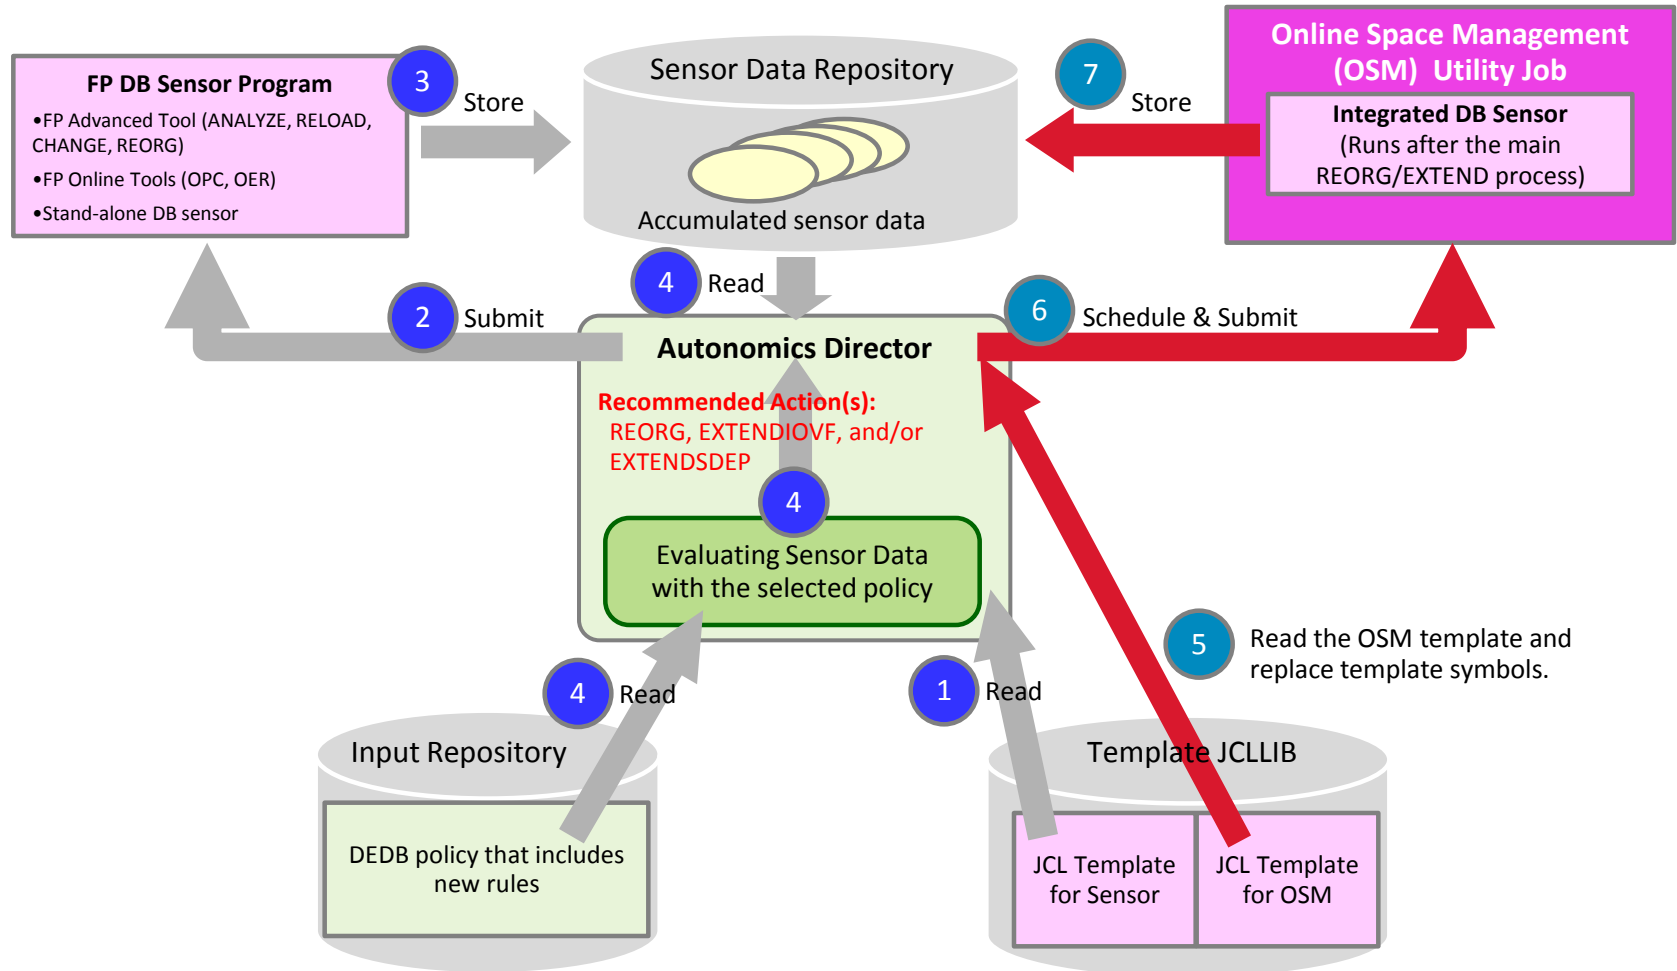 FP DB Sensor Program
•FP Advanced Tool (ANALYZE, RELOAD,
CHANGE, REORG)
•FP Online Tools (OPC, OER)
•Stand-alone DB sensor
3
Store
Sensor Data Repository
Accumulated sensor data
7
Store
Online Space Management
(OSM) Utility Job
Integrated DB Sensor
(Runs after the main
REORG/EXTEND process)
4
Read
2
Submit
6
Schedule & Submit
Autonomics Director
Recommended Action(s):
REORG, EXTENDIOVF, and/or
EXTENDSDEP
4
Evaluating Sensor Data
with the selected policy
4
Read
1
Read
5
Read the OSM template and
replace template symbols.
Input Repository
DEDB policy that includes
new rules
Template JCLLIB
JCL Template
for Sensor
JCL Template
for OSM